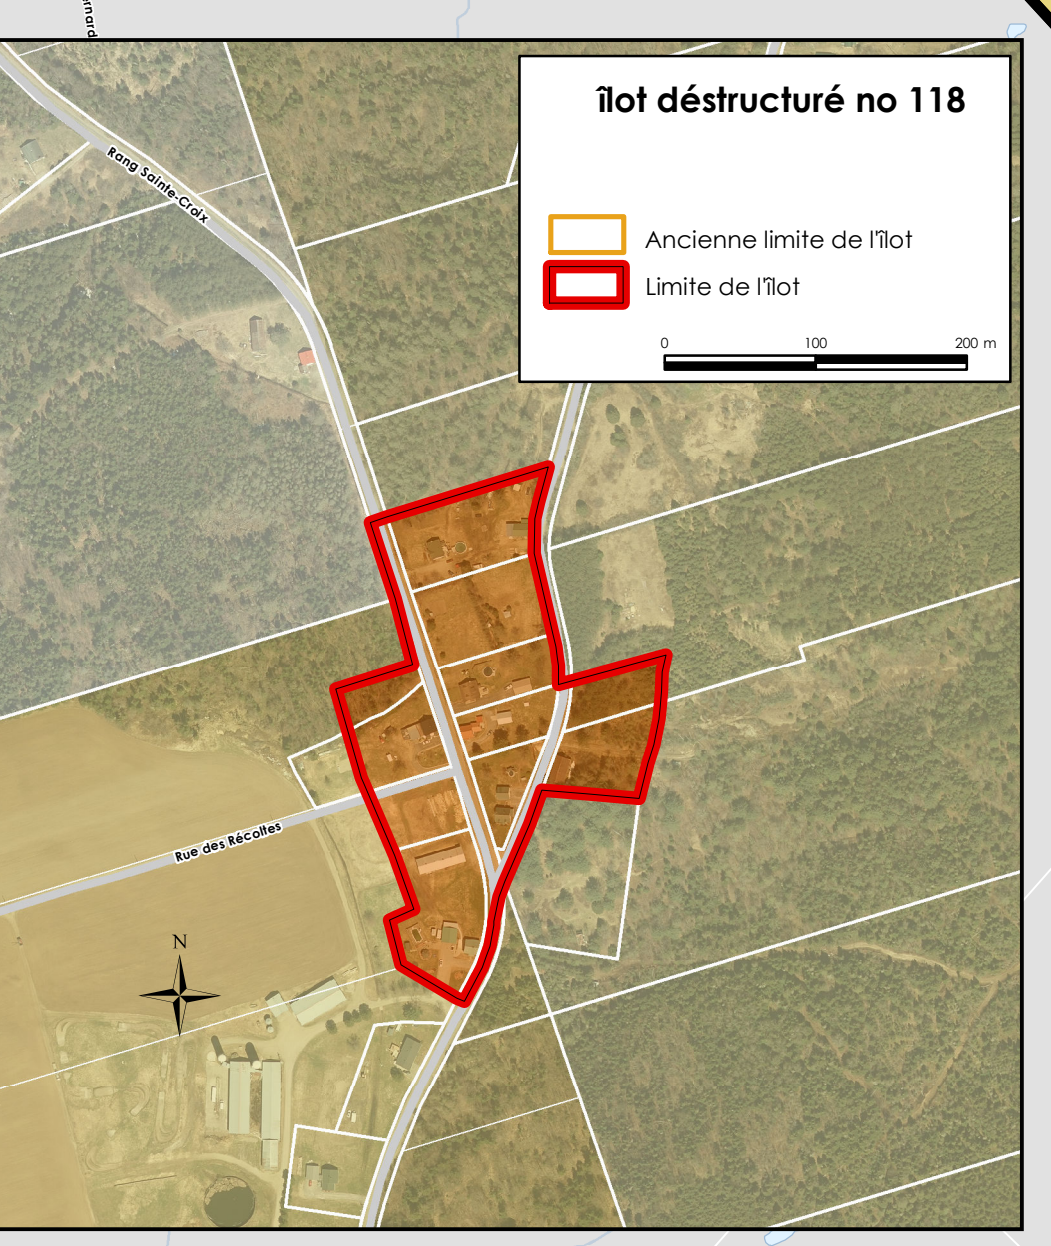 îlot déstructuré no 118
Ancienne limite de l'îlot
Limite de l'îlot
0 100 200 m
Rang Sainte-Croix
Rue des Récoltes
N